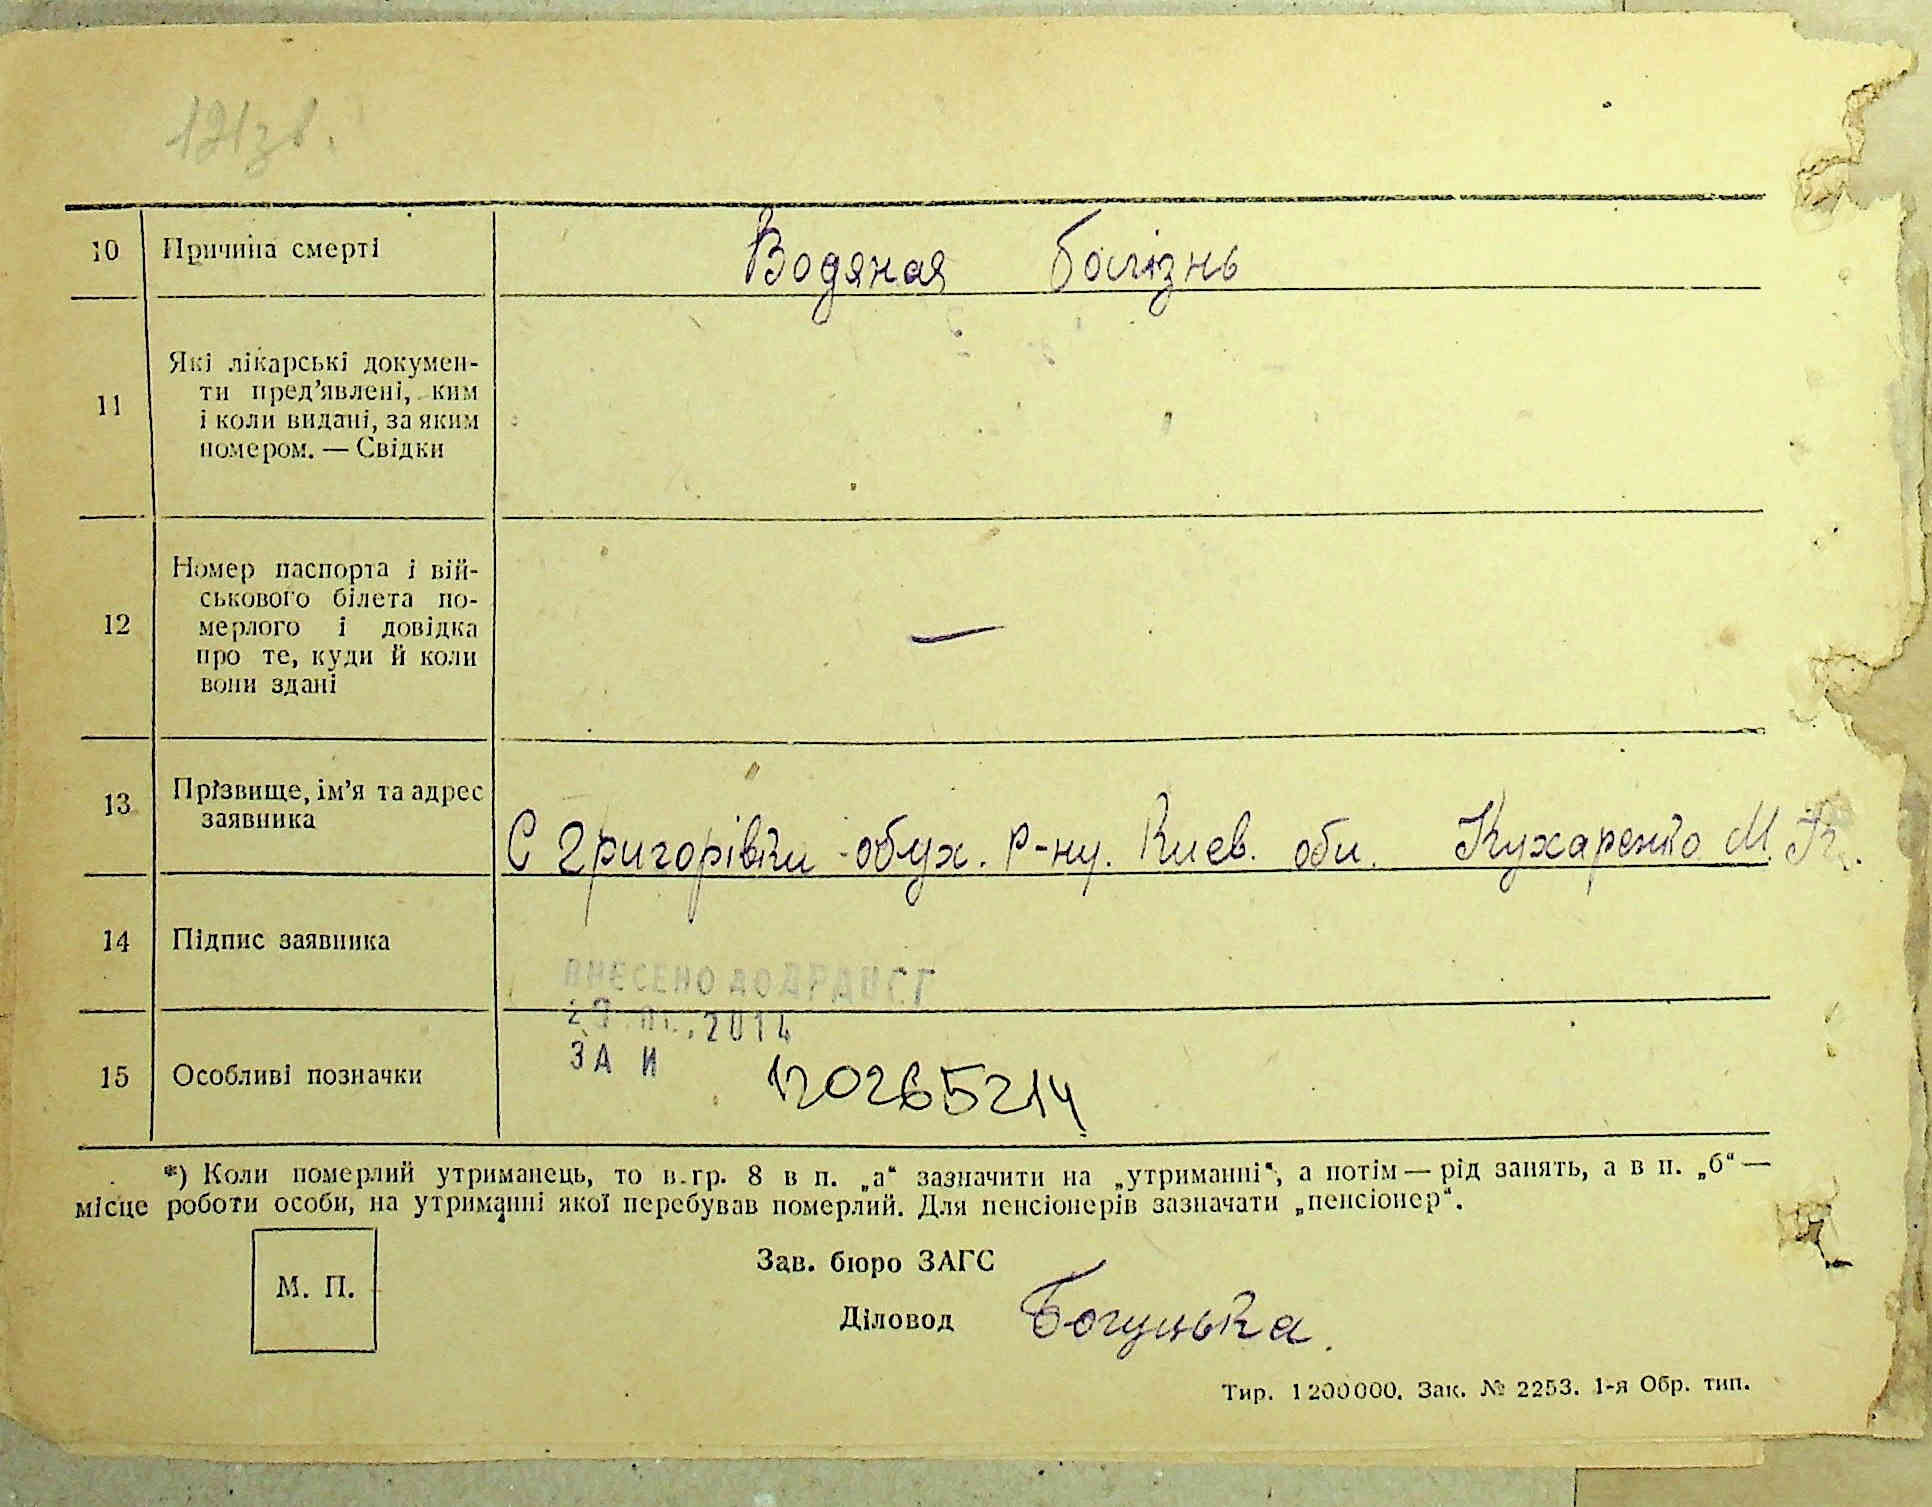 121зв.
10 Причина смерті Водяная болізнь
11 Які лікарські докумен-
ти пред'явлені, ким
і коли видані, за яким
номером. — Свідки
12 Номер паспорта і вій-
ськового білета по-
мерлого і довідка
про те, куди й коли
вони здані —
13 Прізвище, ім'я та адрес
заявника
С Григорівки обух. р-ну. Киев. обл. Кухаренко М. К.
14 Підпис заявника
ВНЕСЕНО ДО ДРАЦСГ
2014
ЗА И 120265214
15 Особливі позначки
*) Коли померлий утриманець, то в гр. 8 в п. „а“ зазначити на „утриманні“, а потім — рід занять, а в п. „б“ —
місце роботи особи, на утриманні якої перебував померлий. Для пенсіонерів зазначати „пенсіонер“.
Зав. бюро ЗАГС
М. П.
Діловод Богуцька.
Тир. 1200000. Зак. № 2253. 1-я Обр. тип.